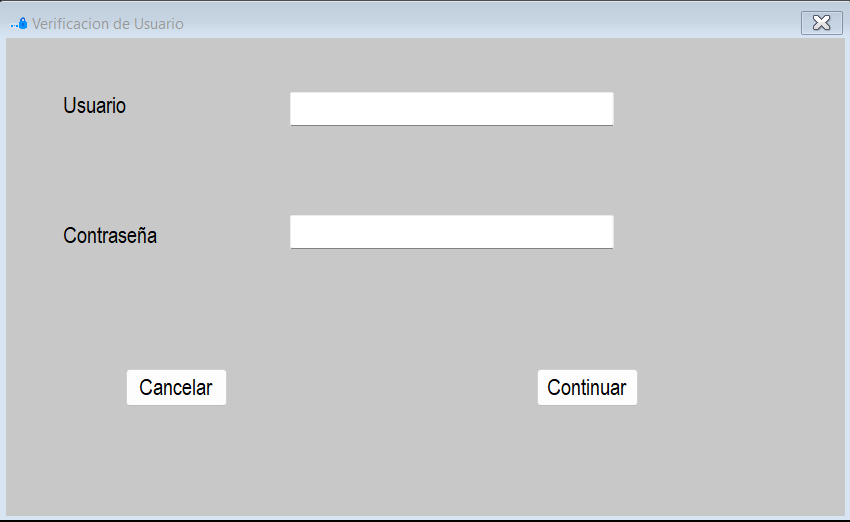 Verificacion de Usuario
Usuario
Contraseña
Cancelar
Continuar